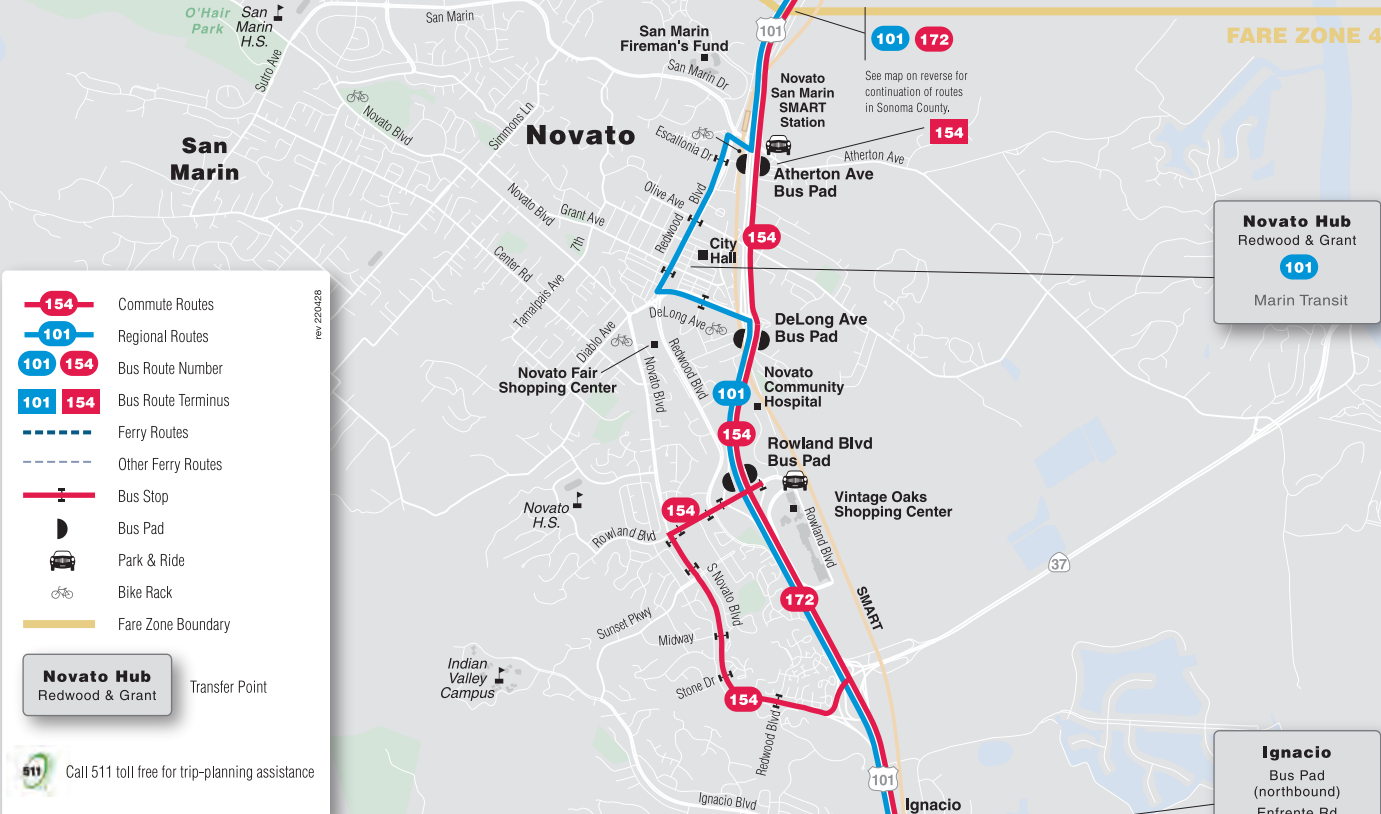 O'Hair
Park
San
Marin
H.S.
San Marin
Sutro Ave
Novato Blvd
Simmons Ln
San
Marin
Novato
San Marin
Fireman's Fund
San Marin Dr
101
101
172
See map on reverse for
continuation of routes
in Sonoma County.
154
FARE ZONE 4
Novato
San Marin
SMART
Station
Escallonia Dr
Atherton Ave
Atherton Ave
Bus Pad
Olive Ave
Redwood Blvd
Novato Blvd
Grant Ave
7th
Center Rd
Tamalpais Ave
City
Hall
154
Novato Hub
Redwood & Grant
101
Marin Transit
DeLong Ave
DeLong Ave
Bus Pad
Diablo Ave
Novato Fair
Shopping Center
Novato Blvd
Redwood Blvd
Novato
Community
Hospital
101
154
Rowland Blvd
Bus Pad
Vintage Oaks
Shopping Center
Rowland Blvd
Novato
H.S.
154
Rowland Blvd
S Novato Blvd
37
172
SMART
Sunset Pkwy
Midway
Indian
Valley
Campus
Stone Dr
154
Redwood Blvd
101
Ignacio Blvd
Ignacio
Ignacio
Bus Pad
(northbound)
Enfrente Rd
rev 220428
154 Commute Routes
101 Regional Routes
101 154 Bus Route Number
101 154 Bus Route Terminus
Ferry Routes
Other Ferry Routes
Bus Stop
Bus Pad
Park & Ride
Bike Rack
Fare Zone Boundary
Novato Hub
Redwood & Grant
Transfer Point
511
Call 511 toll free for trip-planning assistance